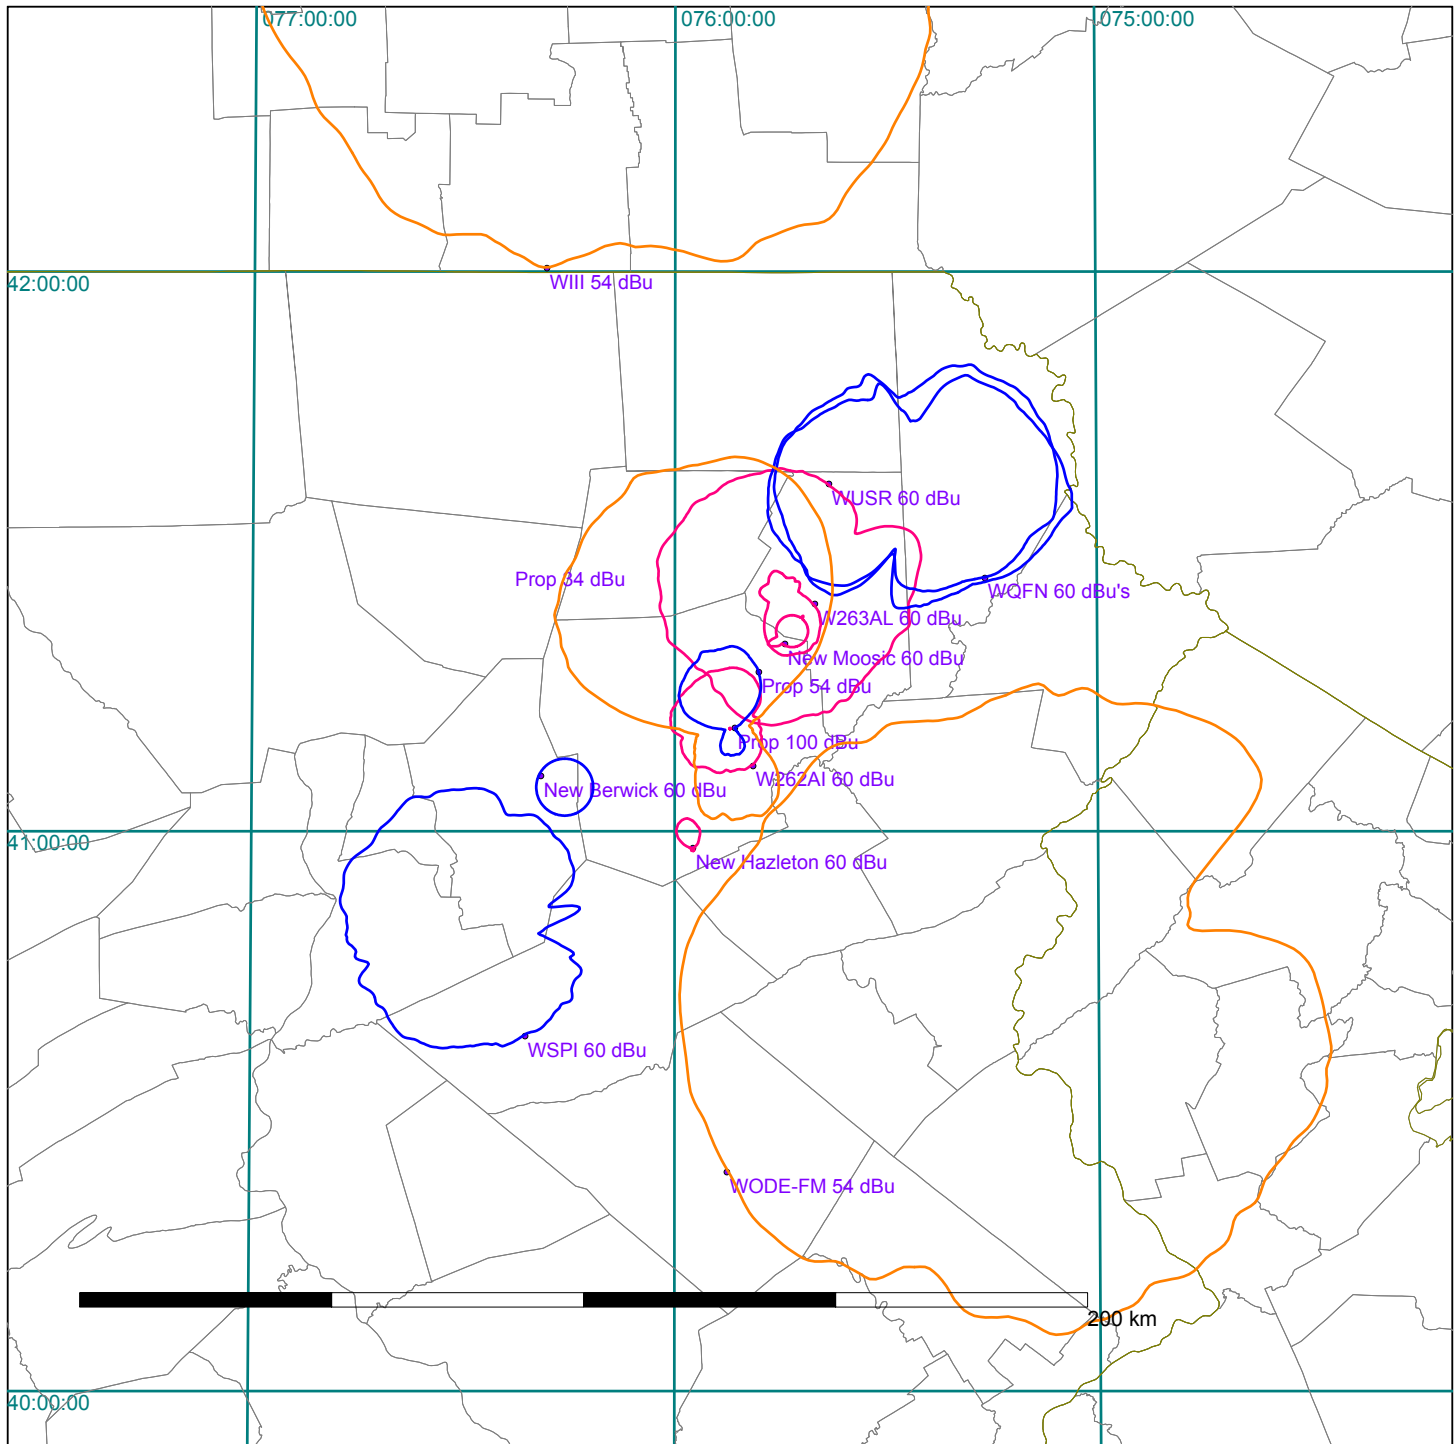 077:00:00
076:00:00
075:00:00
42:00:00
WIII 54 dBu
WUSR 60 dBu
Prop 34 dBu
WQFN 60 dBu's
W263AL 60 dBu
New Moosic 60 dBu
Prop 54 dBu
Prop 100 dBu
W262AI 60 dBu
New Berwick 60 dBu
41:00:00
New Hazleton 60 dBu
WSPI 60 dBu
WODE-FM 54 dBu
200 km
40:00:00